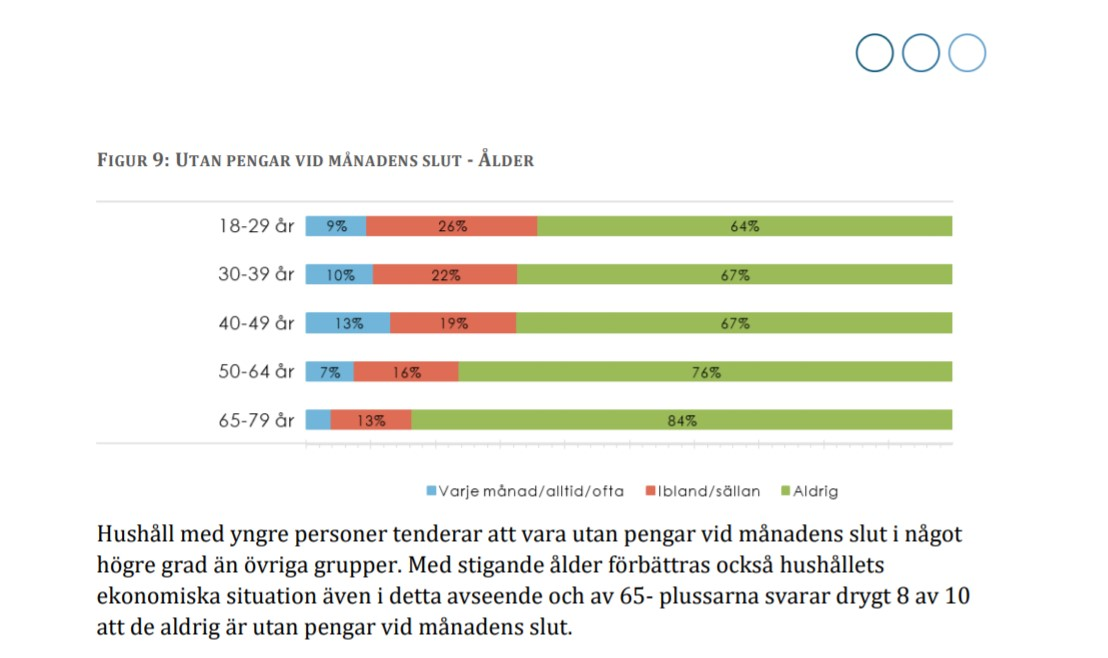 FIGUR 9: UTAN PENGAR VID MÅNADENS SLUT - ÅLDER
18-29 år 9% 26% 64%
30-39 år 10% 22% 67%
40-49 år 13% 19% 67%
50-64 år 7% 16% 76%
65-79 år 13% 84%
Varje månad/alltid/ofta Ibland/sällan Aldrig
Hushåll med yngre personer tenderar att vara utan pengar vid månadens slut i något
högre grad än övriga grupper. Med stigande ålder förbättras också hushållets
ekonomiska situation även i detta avseende och av 65- plussarna svarar drygt 8 av 10
att de aldrig är utan pengar vid månadens slut.